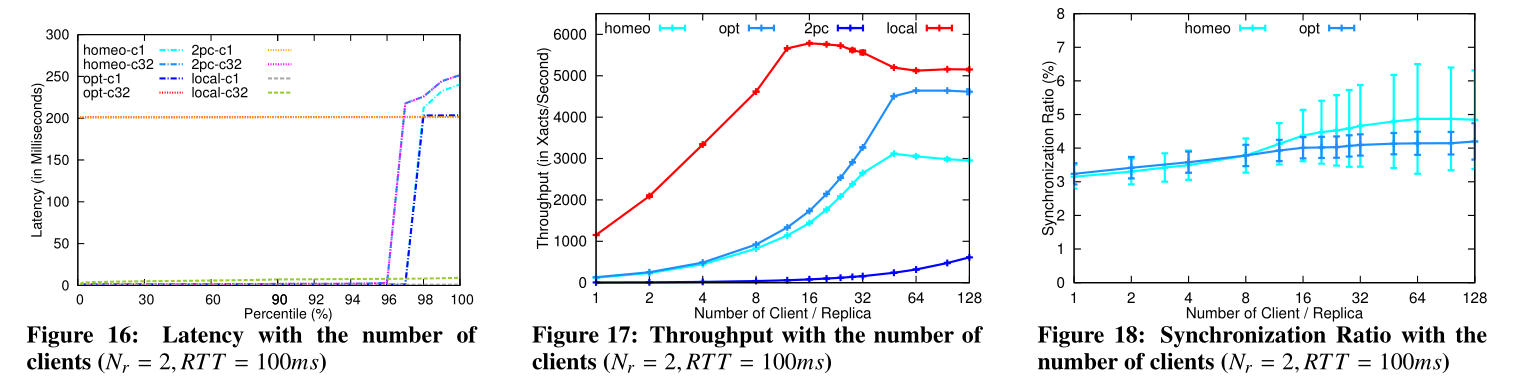 300
250
200
150
100
50
0
Latency (in Milliseconds)
homeo-c1
homeo-c32
opt-c1
opt-c32
2pc-c1
2pc-c32
local-c1
local-c32
0 30 60 90 92 94 96 98 100
Percentile (%)
Figure 16: Latency with the number of
clients (Nr = 2, RTT = 100ms)
6000
5000
4000
3000
2000
1000
0
Throughput (in Xacts/Second)
homeo opt 2pc local
1 2 4 8 16 32 64 128
Number of Client / Replica
Figure 17: Throughput with the number of
clients (Nr = 2, RTT = 100ms)
8
7
6
5
4
3
2
1
0
Synchronization Ratio (%)
homeo opt
1 2 4 8 16 32 64 128
Number of Client / Replica
Figure 18: Synchronization Ratio with the
number of clients (Nr = 2, RTT = 100ms)